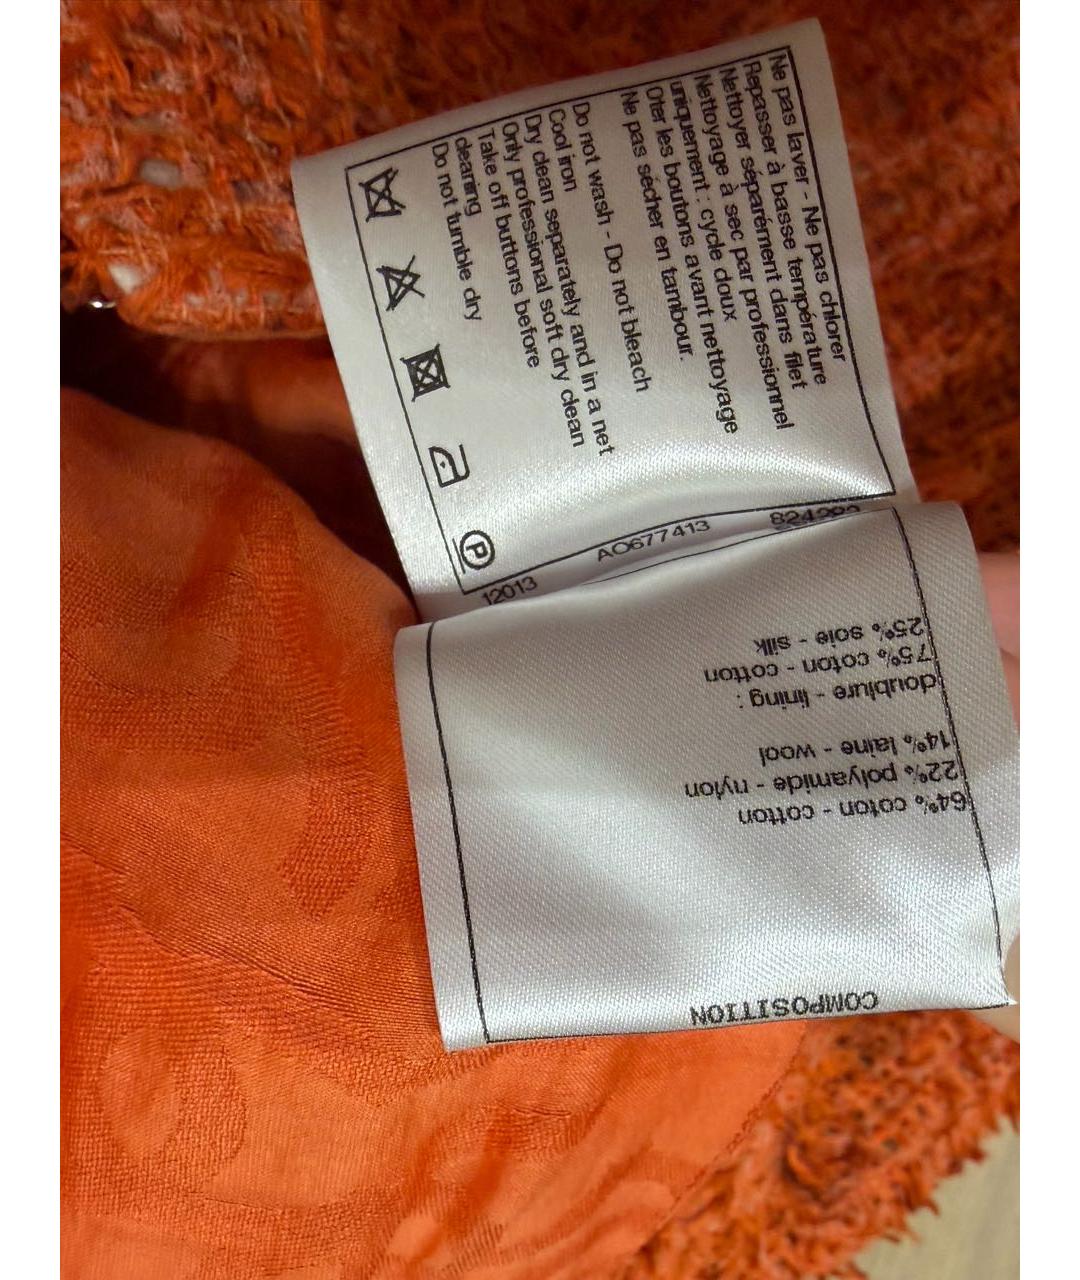 Ne pas laver - Ne pas chlorer
Repasser à basse température
Nettoyer séparément dans filet
Nettoyage à sec par professionnel
uniquement : cycle doux
Oter les boutons avant nettoyage
Ne pas sécher en tambour.
Do not wash - Do not bleach
Cool iron
Dry clean separately and in a net
Only professional soft dry clean
Take off buttons before
cleaning
Do not tumble dry
P
12013 AO677413
COMPOSITION
64% coton - cotton
22% polyamide - nylon
14% laine - wool
doublure - lining :
75% coton - cotton
25% soie - silk